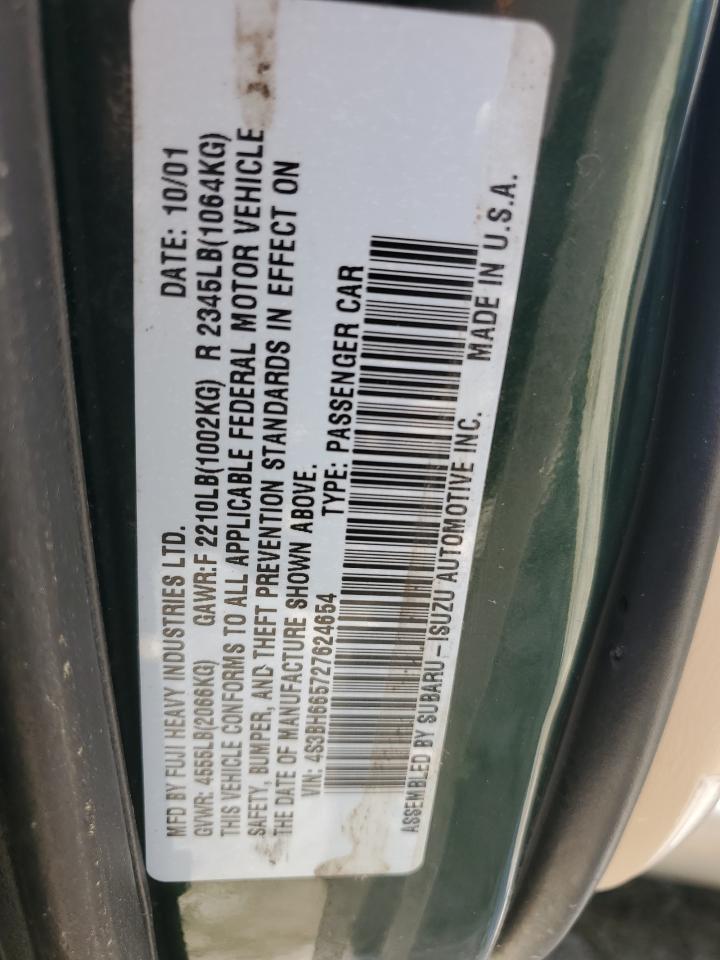 MFD BY FUJI HEAVY INDUSTRIES LTD. DATE: 10/01
GVWR: 4555LB(2066KG) GAWR:F 2210LB(1002KG) R 2345LB(1064KG)
THIS VEHICLE CONFORMS TO ALL APPLICABLE FEDERAL MOTOR VEHICLE
SAFETY, BUMPER, AND THEFT PREVENTION STANDARDS IN EFFECT ON
THE DATE OF MANUFACTURE SHOWN ABOVE.
VIN: 4S3BH665727624654 TYPE: PASSENGER CAR
ASSEMBLED BY SUBARU-ISUZU AUTOMOTIVE INC. MADE IN U.S.A.